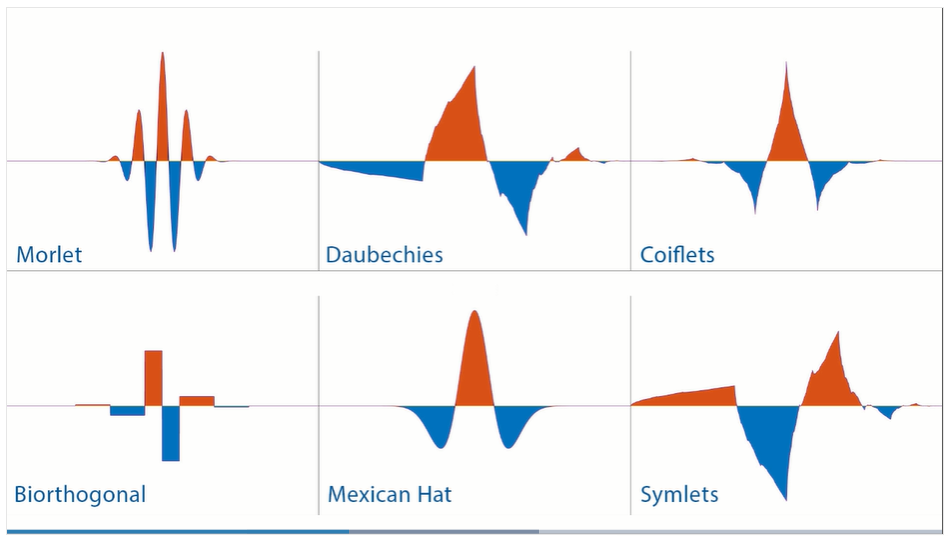 Morlet
Daubechies
Coiflets
Biorthogonal
Mexican Hat
Symlets